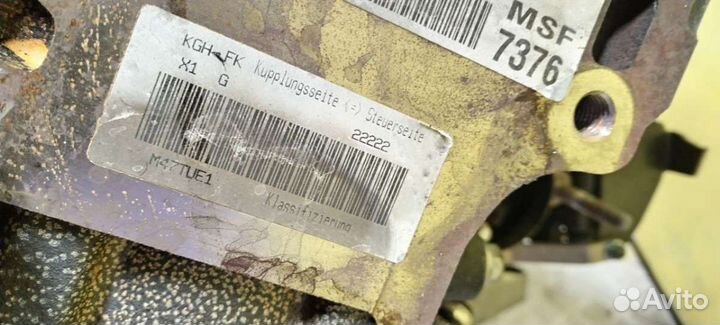 MSF
7376
KGH-FK Kupplungsseite <=> Steuerseite
X1 G 22222
M47TUE1 Klassifizierung
Avito